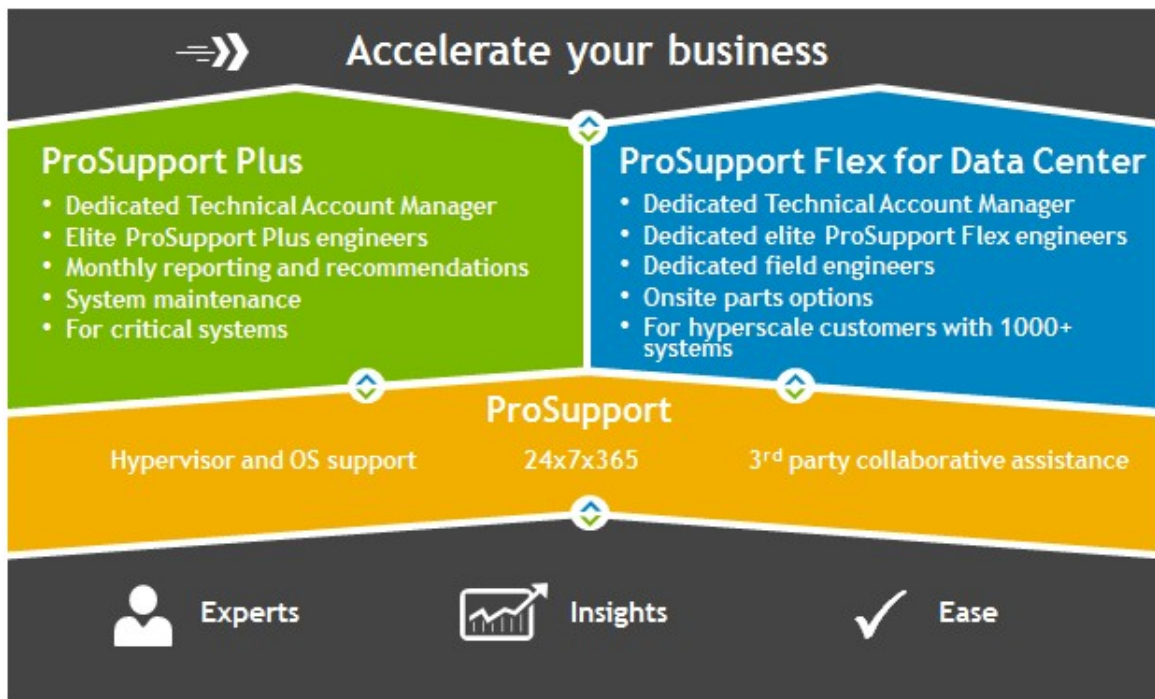 Accelerate your business
ProSupport Plus
• Dedicated Technical Account Manager
• Elite ProSupport Plus engineers
• Monthly reporting and recommendations
• System maintenance
• For critical systems
ProSupport Flex for Data Center
• Dedicated Technical Account Manager
• Dedicated elite ProSupport Flex engineers
• Dedicated field engineers
• Onsite parts options
• For hyperscale customers with 1000+
systems
ProSupport
Hypervisor and OS support 24x7x365 3rd party collaborative assistance
Experts Insights Ease